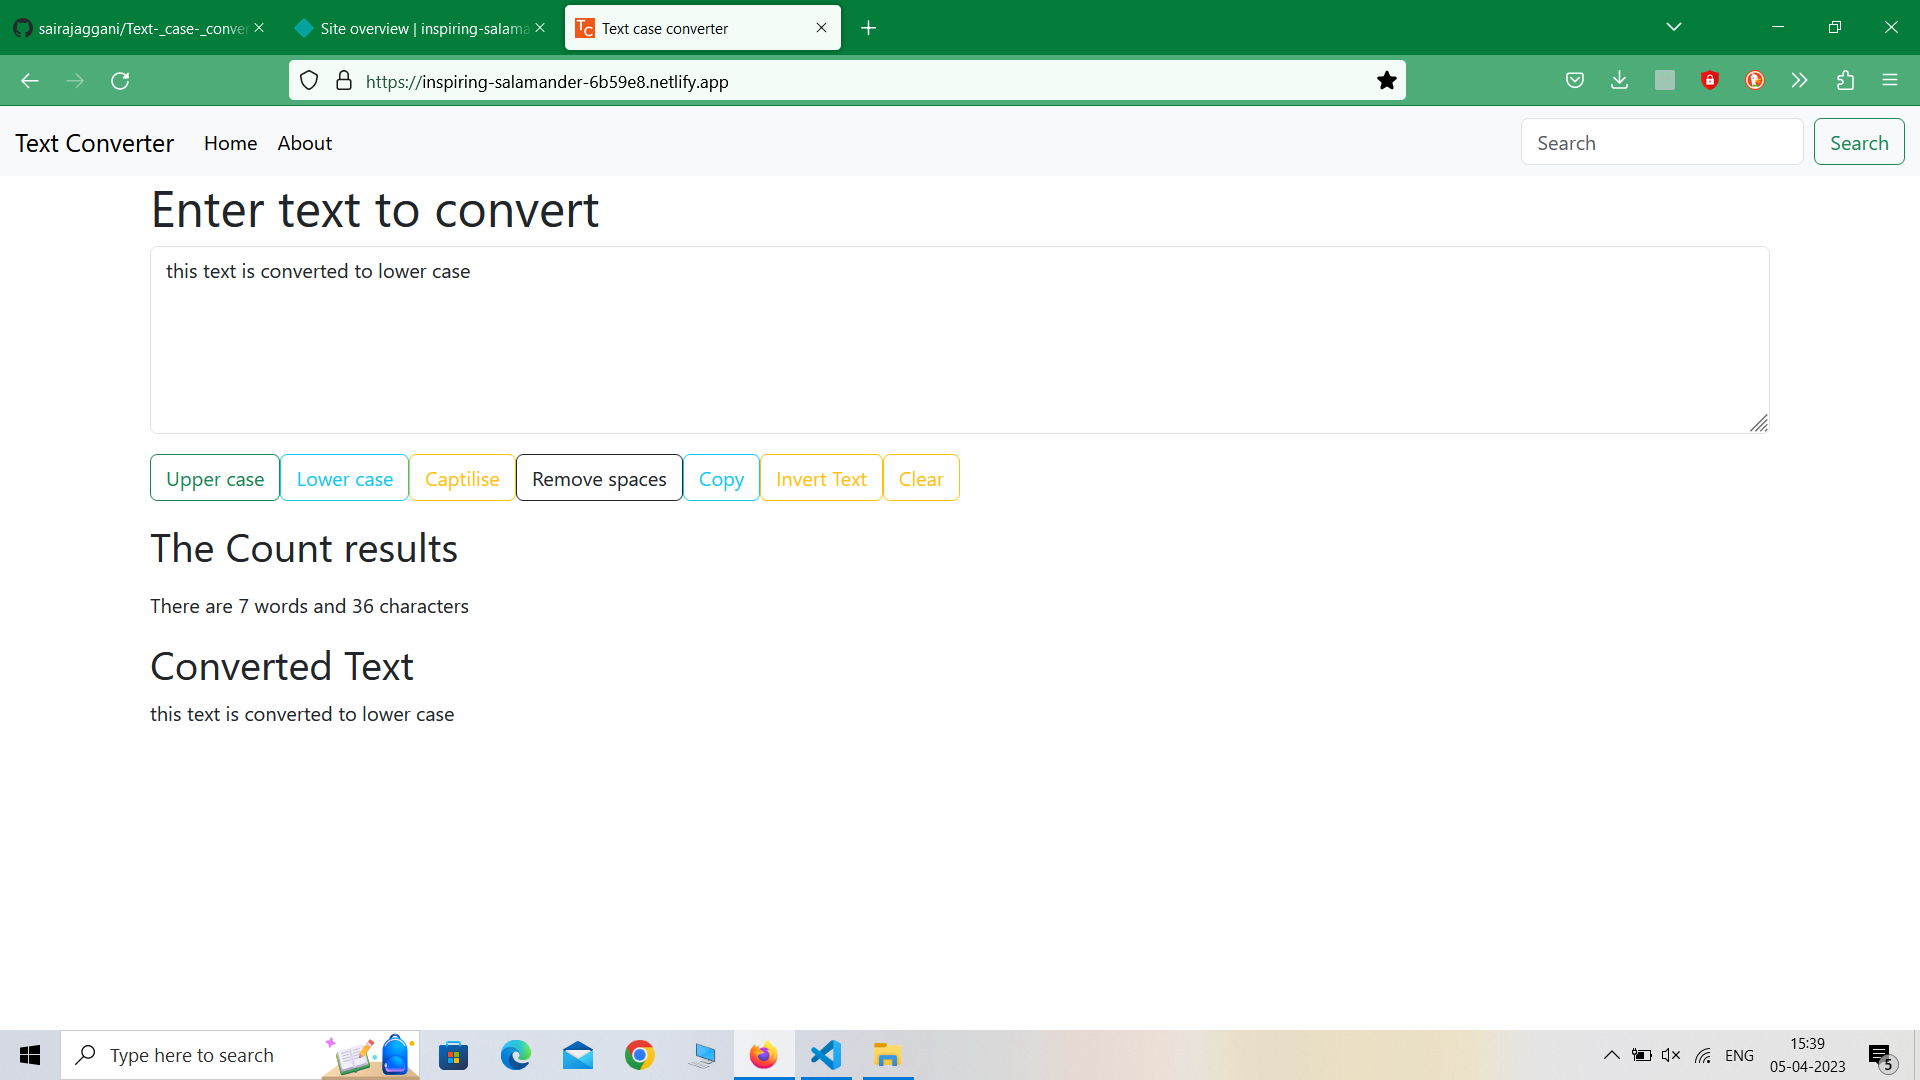 sairajaggani/Text-_case-_conver
Site overview | inspiring-salama
TC Text case converter
https://inspiring-salamander-6b59e8.netlify.app
Text Converter Home About Search Search
Enter text to convert
this text is converted to lower case
Upper case Lower case Captilise Remove spaces Copy Invert Text Clear
The Count results
There are 7 words and 36 characters
Converted Text
this text is converted to lower case
Type here to search
ENG
15:39
05-04-2023
5